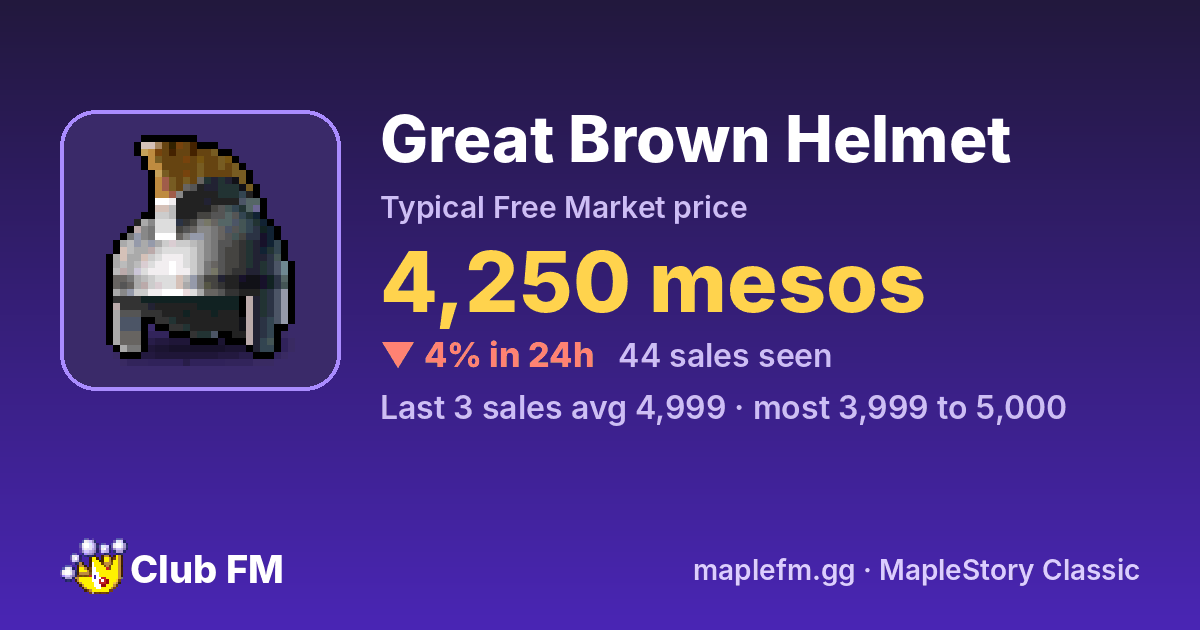 Great Brown Helmet
Typical Free Market price
4,250 mesos
▼ 4% in 24h 44 sales seen
Last 3 sales avg 4,999 · most 3,999 to 5,000
Club FM
maplefm.gg · MapleStory Classic